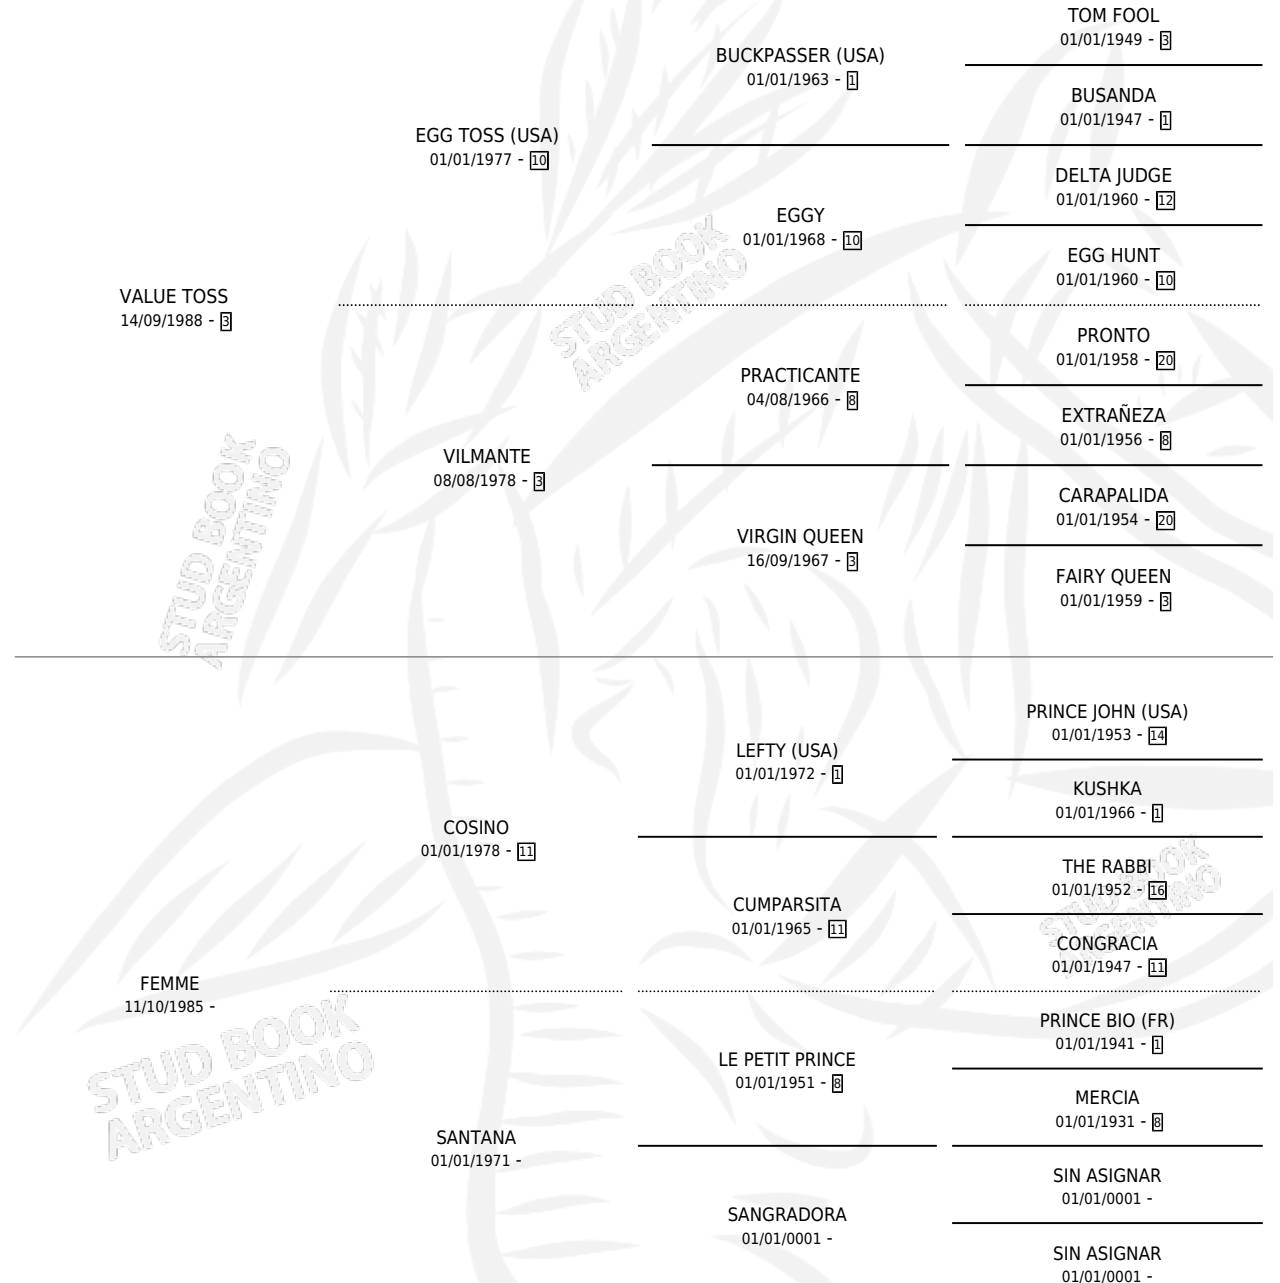 TOM FOOL
01/01/1949 - 3
BUCKPASSER (USA)
01/01/1963 - 1
BUSANDA
01/01/1947 - 1
EGG TOSS (USA)
01/01/1977 - 10
DELTA JUDGE
01/01/1960 - 12
EGGY
01/01/1968 - 10
EGG HUNT
01/01/1960 - 10
VALUE TOSS
14/09/1988 - 3
PRONTO
01/01/1958 - 20
PRACTICANTE
04/08/1966 - 8
EXTRAÑEZA
01/01/1956 - 8
VILMANTE
08/08/1978 - 3
CARAPALIDA
01/01/1954 - 20
VIRGIN QUEEN
16/09/1967 - 3
FAIRY QUEEN
01/01/1959 - 3
PRINCE JOHN (USA)
01/01/1953 - 14
LEFTY (USA)
01/01/1972 - 1
KUSHKA
01/01/1966 - 1
COSINO
01/01/1978 - 11
THE RABBI
01/01/1952 - 16
CUMPARSITA
01/01/1965 - 11
CONGRACIA
01/01/1947 - 11
FEMME
11/10/1985 -
PRINCE BIO (FR)
01/01/1941 - 1
LE PETIT PRINCE
01/01/1951 - 8
MERCIA
01/01/1931 - 8
SANTANA
01/01/1971 -
SIN ASIGNAR
01/01/0001 -
SANGRADORA
01/01/0001 -
SIN ASIGNAR
01/01/0001 -
STUD BOOK
ARGENTINO
STUD BOOK
ARGENTINO
STUD BOOK
ARGENTINO
STUD BOOK
ARGENTINO